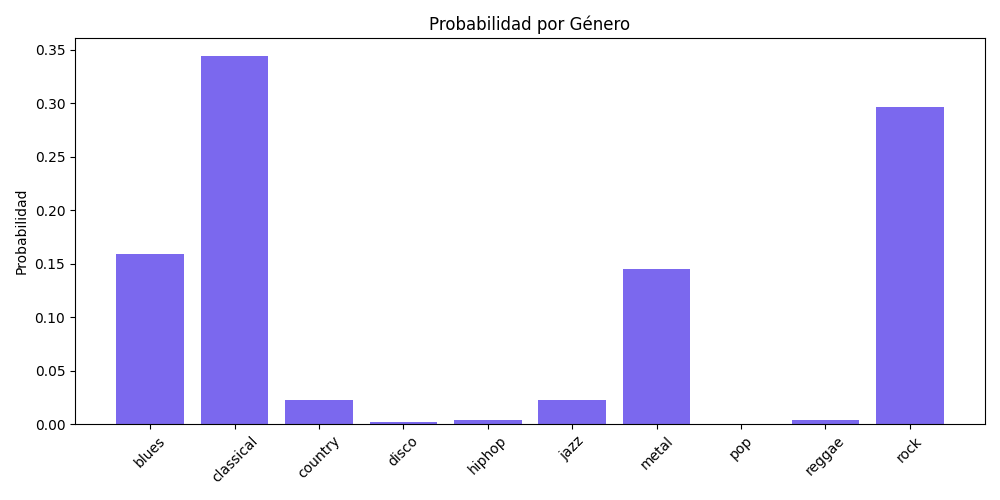 Probabilidad por Género
Probabilidad
0.35
0.30
0.25
0.20
0.15
0.10
0.05
0.00
blues
classical
country
disco
hiphop
jazz
metal
pop
reggae
rock